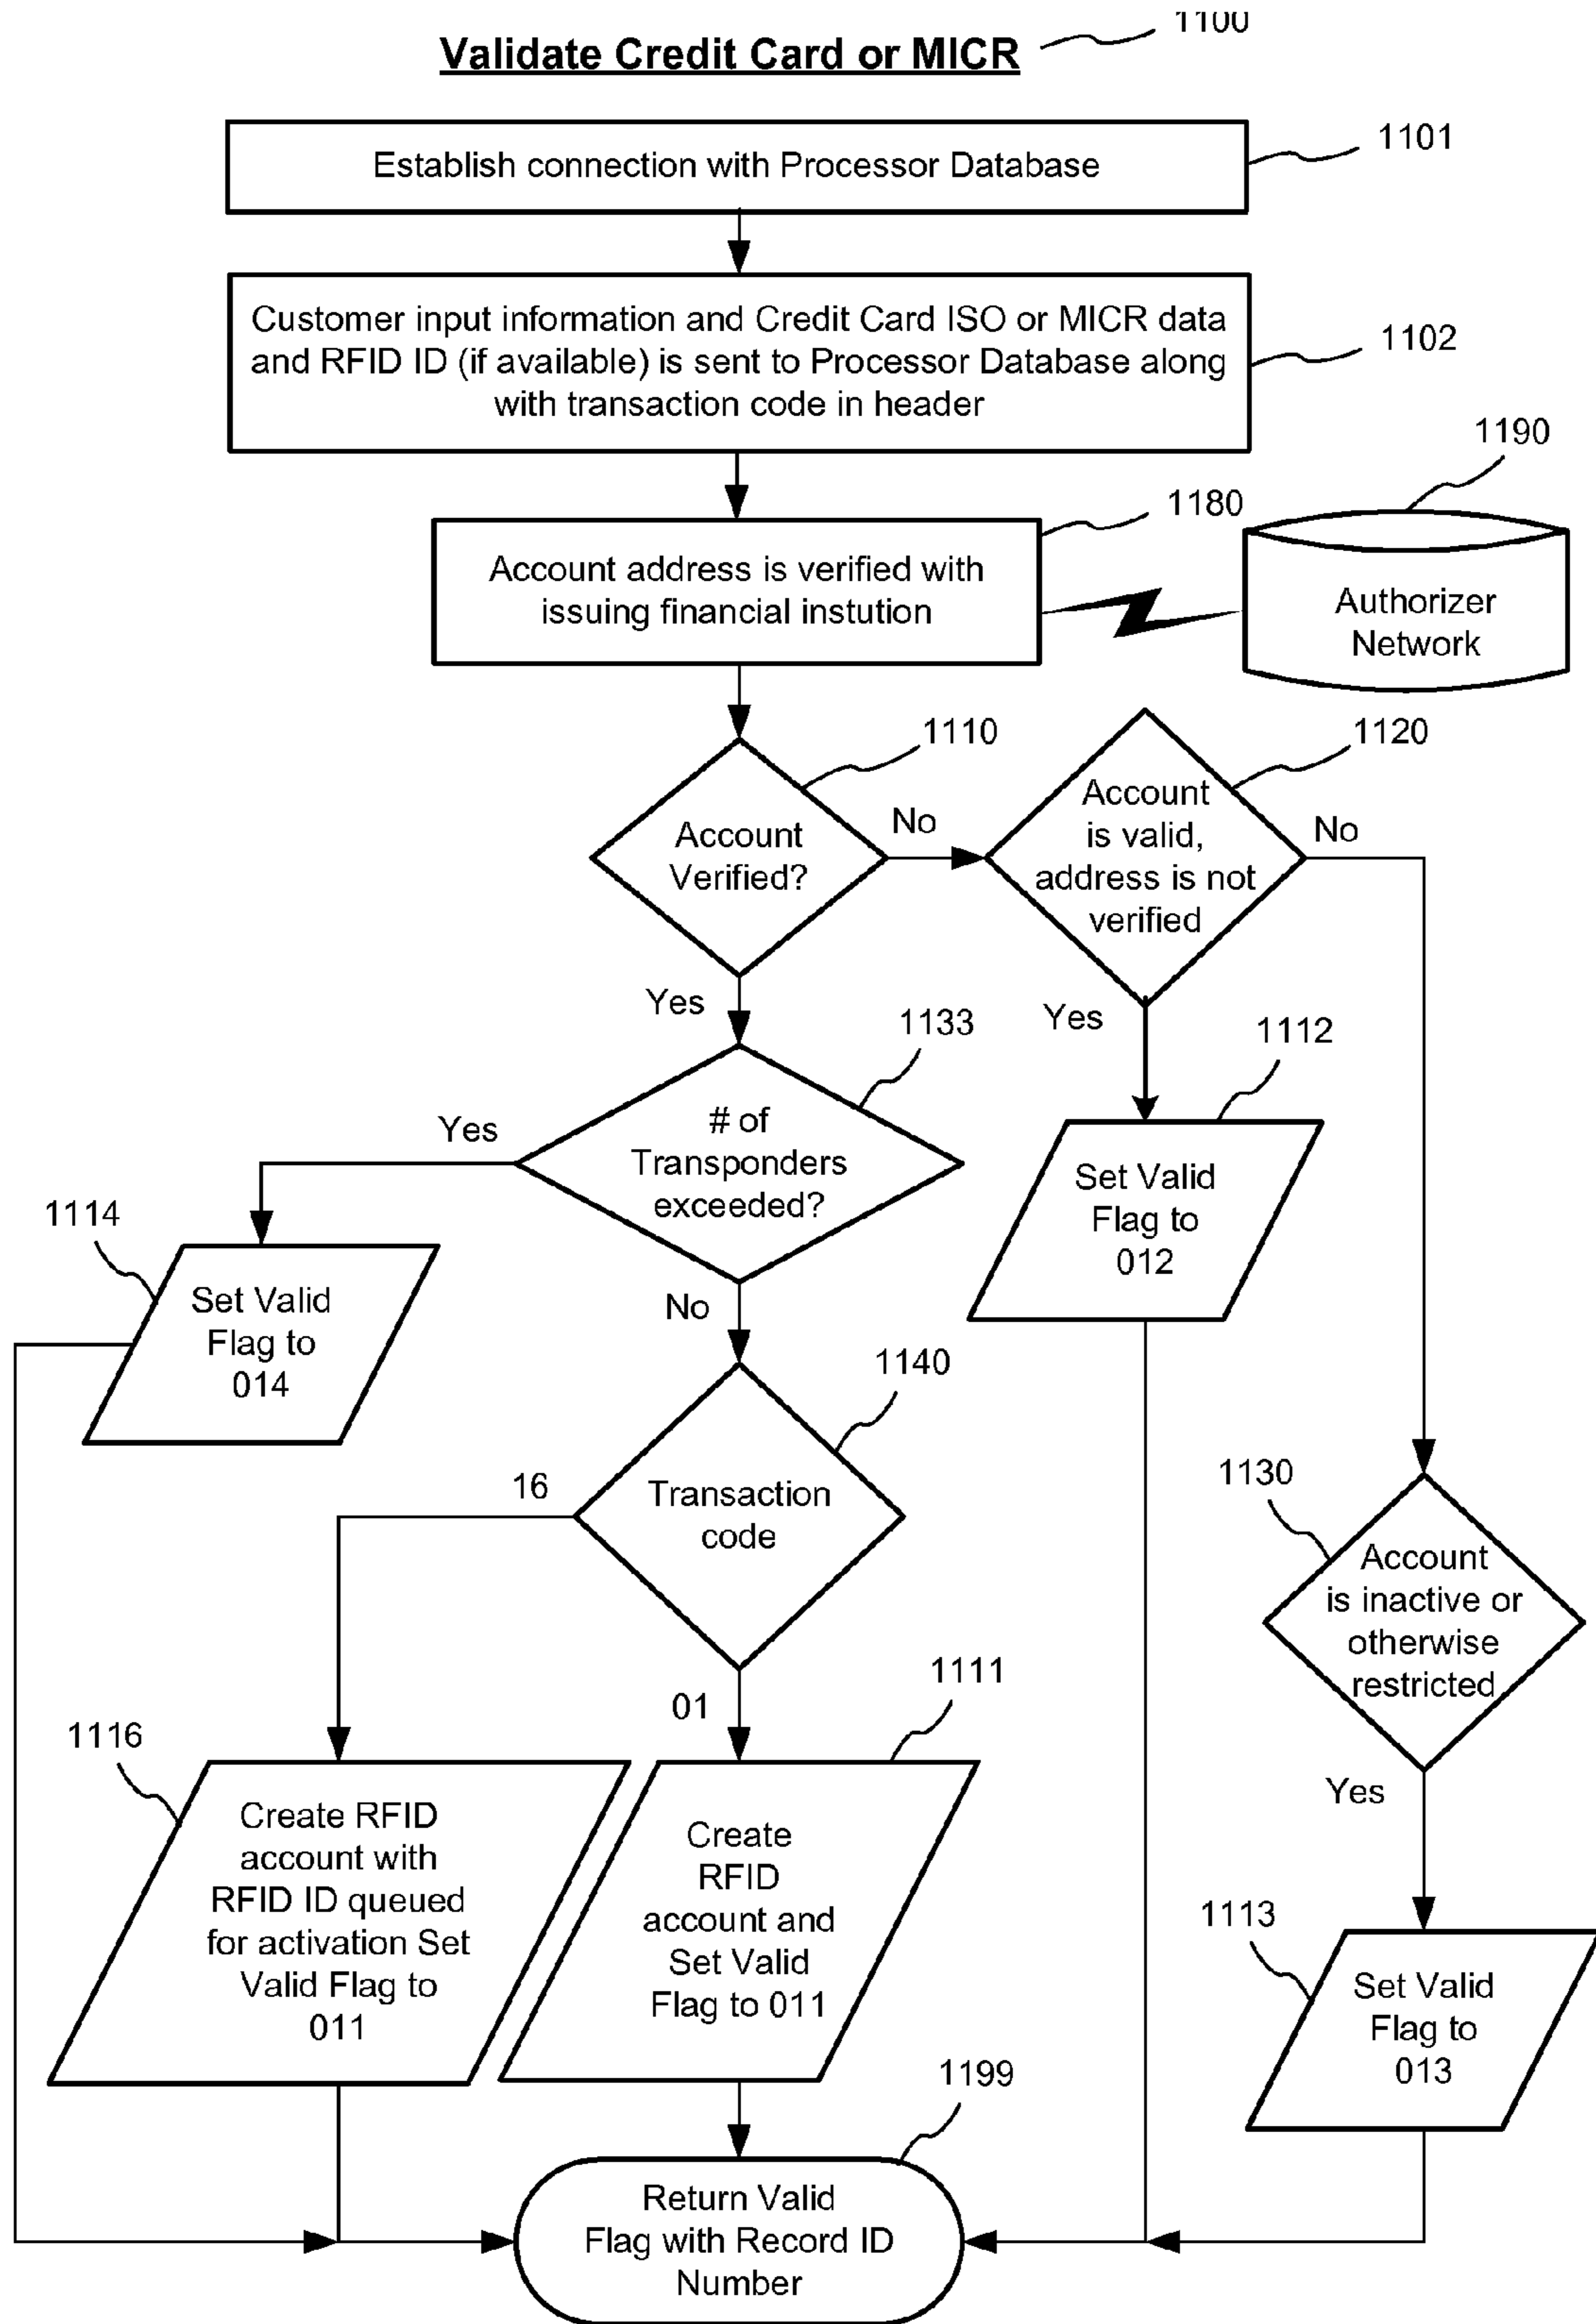 1100
Validate Credit Card or MICR
Establish connection with Processor Database
1101
Customer input information and Credit Card ISO or MICR data
and RFID ID (if available) is sent to Processor Database along
with transaction code in header
1102
1190
1180
Account address is verified with
issuing financial instution
Authorizer
Network
1110
1120
Account
Verified?
No
Account
is valid,
address is not
verified
No
Yes
Yes
1133
1112
# of
Transponders
exceeded?
Yes
Set Valid
Flag to
012
1114
Set Valid
Flag to
014
No
1140
16
Transaction
code
1130
Account
is inactive or
otherwise
restricted
01
1111
1116
Yes
Create RFID
account with
RFID ID queued
for activation Set
Valid Flag to
011
Create
RFID
account and
Set Valid
Flag to 011
1113
Set Valid
Flag to
013
1199
Return Valid
Flag with Record ID
Number